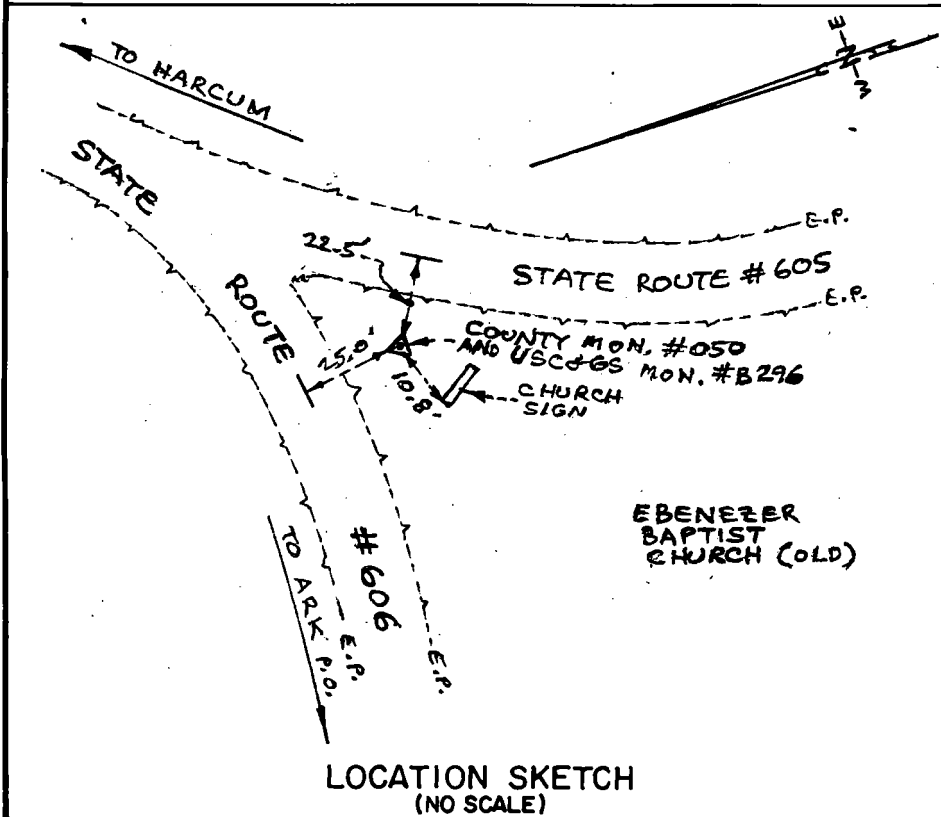 TO HARCUM
E
N
W
STATE
ROUTE
#606
22.5'
STATE ROUTE #605
E.P.
E.P.
25.0'
COUNTY MON. #050
AND USC&GS MON. #B296
10.8'
CHURCH
SIGN
EBENEZER
BAPTIST
CHURCH (OLD)
TO ARK P.O.
E.P.
E.P.
LOCATION SKETCH
(NO SCALE)